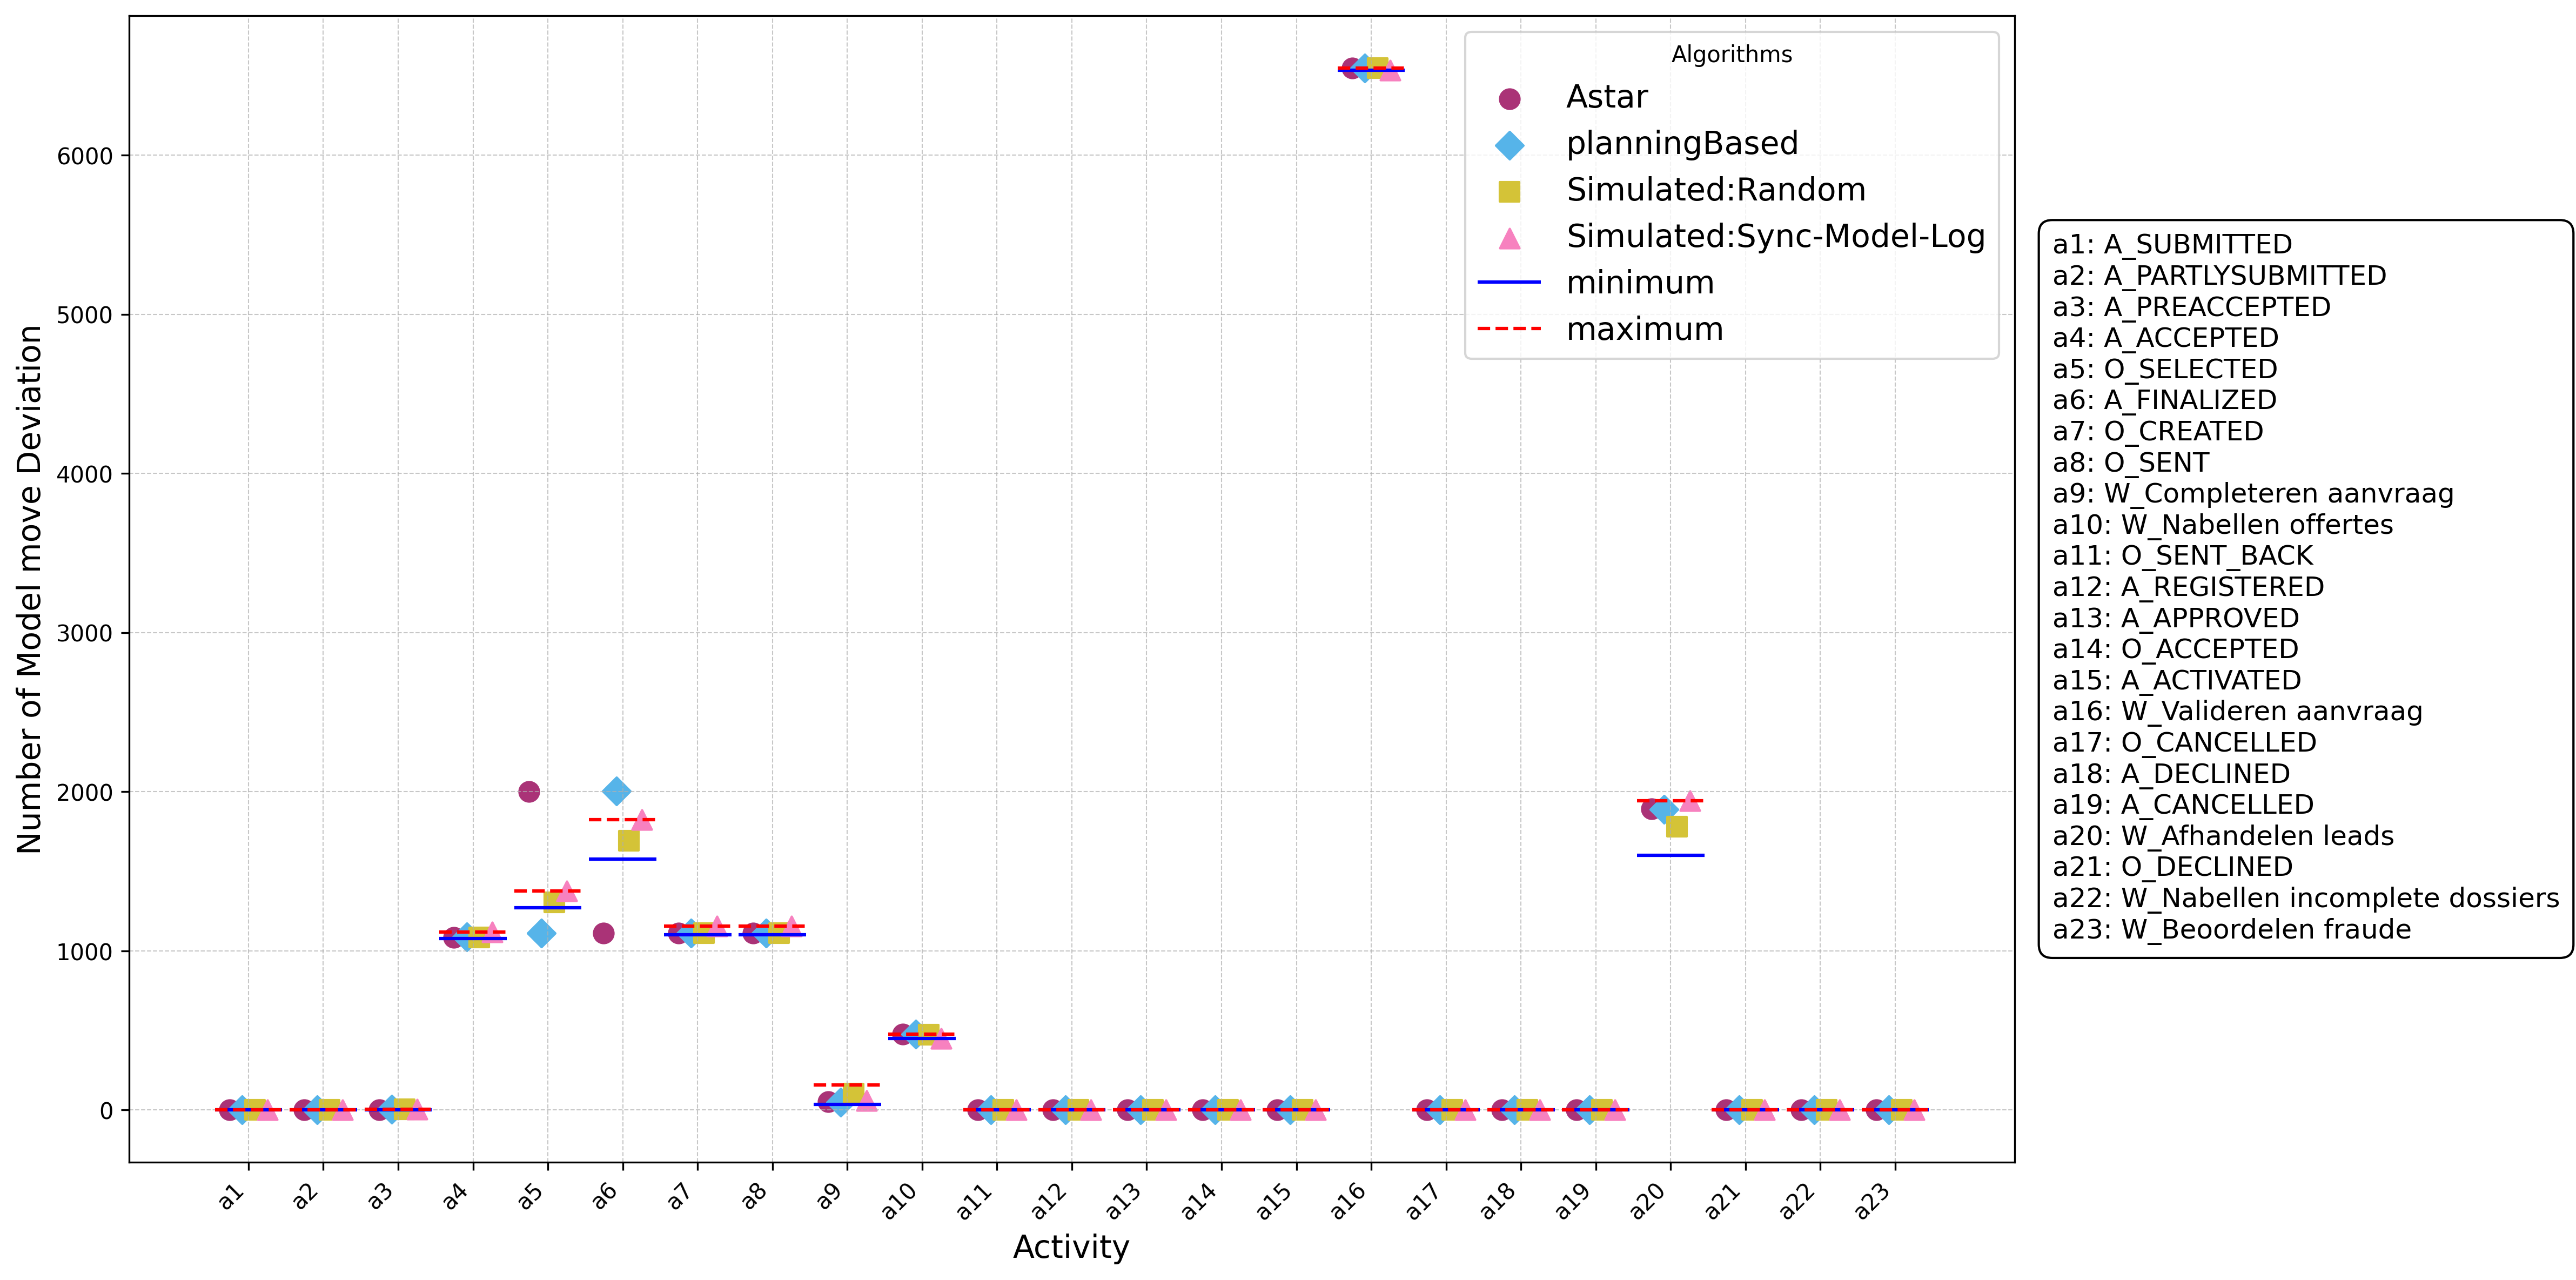 Algorithms
Astar
planningBased
Simulated:Random
Simulated:Sync-Model-Log
minimum
maximum
Number of Model move Deviation
6000
5000
4000
3000
2000
1000
0
a1
a2
a3
a4
a5
a6
a7
a8
a9
a10
a11
a12
a13
a14
a15
a16
a17
a18
a19
a20
a21
a22
a23
Activity
a1: A_SUBMITTED
a2: A_PARTLYSUBMITTED
a3: A_PREACCEPTED
a4: A_ACCEPTED
a5: O_SELECTED
a6: A_FINALIZED
a7: O_CREATED
a8: O_SENT
a9: W_Completeren aanvraag
a10: W_Nabellen offertes
a11: O_SENT_BACK
a12: A_REGISTERED
a13: A_APPROVED
a14: O_ACCEPTED
a15: A_ACTIVATED
a16: W_Valideren aanvraag
a17: O_CANCELLED
a18: A_DECLINED
a19: A_CANCELLED
a20: W_Afhandelen leads
a21: O_DECLINED
a22: W_Nabellen incomplete dossiers
a23: W_Beoordelen fraude